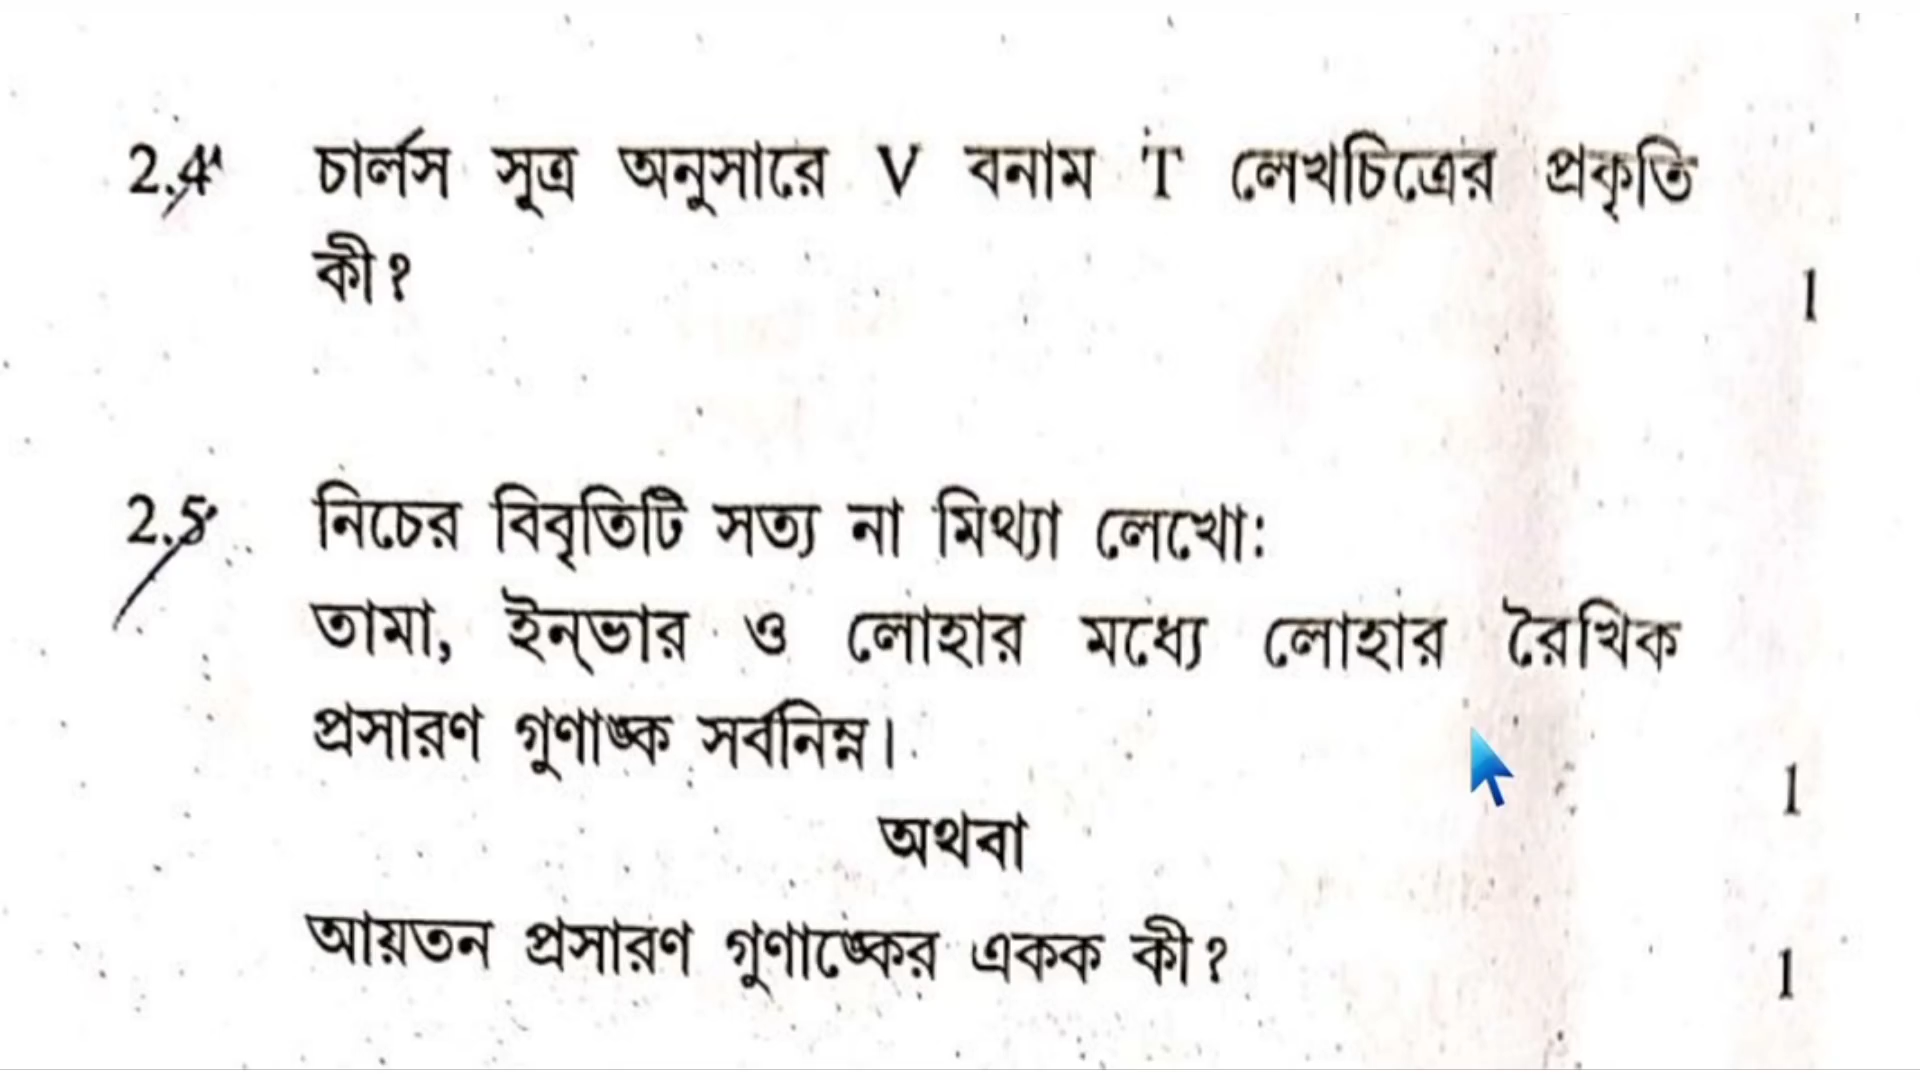 2.4 চার্লস সূত্র অনুসারে V বনাম T লেখচিত্রের প্রকৃতি
কী? 1
2.5 নিচের বিবৃতিটি সত্য না মিথ্যা লেখো:
তামা, ইন্‌ভার ও লোহার মধ্যে লোহার রৈখিক
প্রসারণ গুণাঙ্ক সর্বনিম্ন। 1
অথবা
আয়তন প্রসারণ গুণাঙ্কের একক কী? 1